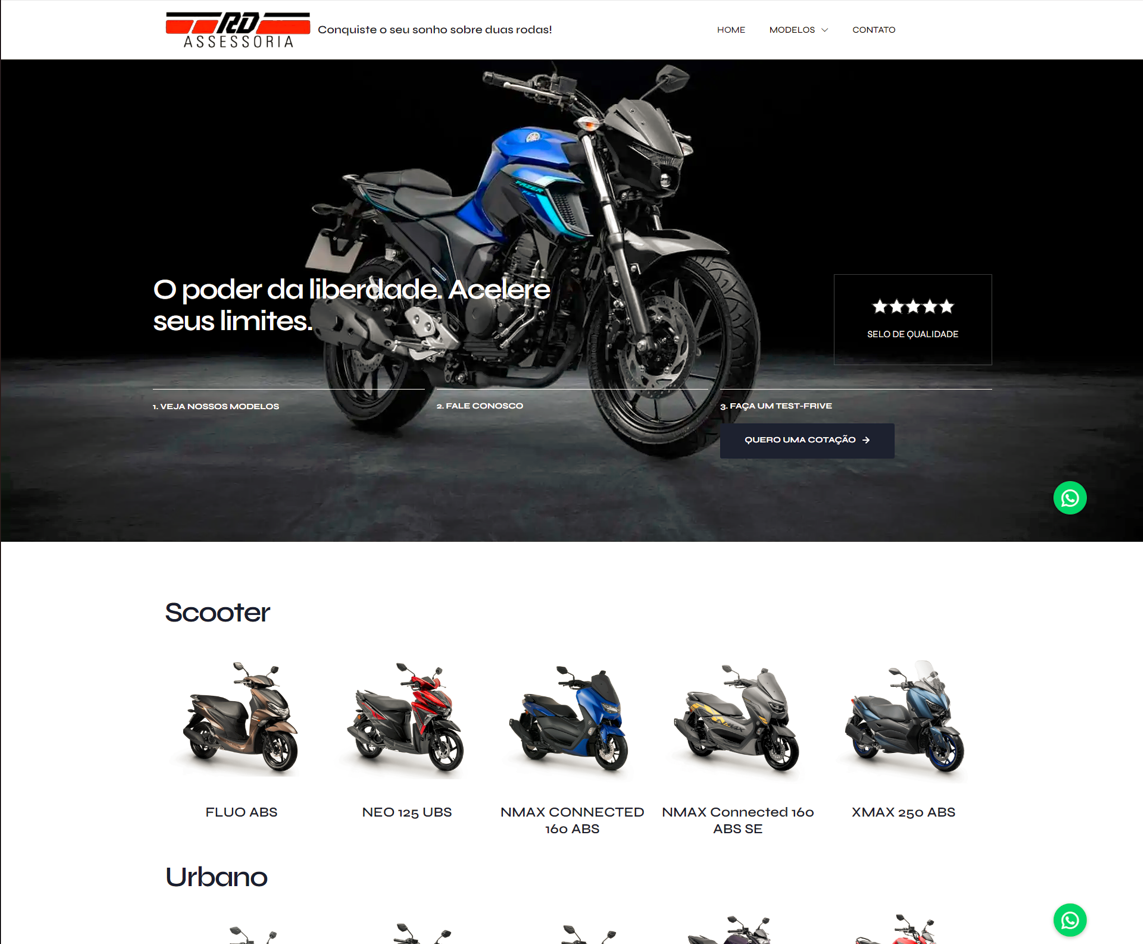 RD
ASSESSORIA
Conquiste o seu sonho sobre duas rodas!
HOME
MODELOS
CONTATO
FAZER
O poder da liberdade. Acelere
seus limites.
SELO DE QUALIDADE
1. VEJA NOSSOS MODELOS
2. FALE CONOSCO
3. FAÇA UM TEST-FRIVE
QUERO UMA COTAÇÃO →
Scooter
FLUO ABS
NEO 125 UBS
NMAX CONNECTED
160 ABS
NMAX Connected 160
ABS SE
XMAX 250 ABS
Urbano